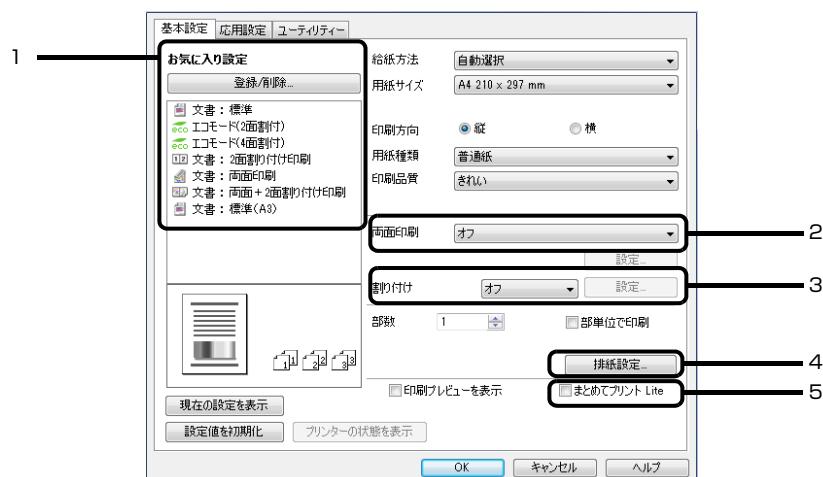 基本設定 応用設定 ユーティリティー
1
お気に入り設定
登録/削除...
文書：標準
eco エコモード(2面割付)
eco エコモード(4面割付)
文書：2面割り付け印刷
文書：両面印刷
文書：両面＋2面割り付け印刷
文書：標準(A3)
1 1 2 2 3 3
現在の設定を表示
設定値を初期化 プリンターの状態を表示
給紙方法 自動選択
用紙サイズ A4 210 x 297 mm
印刷方向 縦 横
用紙種類 普通紙
印刷品質 きれい
両面印刷 オフ 2
設定...
割り付け オフ 設定... 3
部数 1 部単位で印刷
排紙設定... 4
印刷プレビューを表示 まとめてプリント Lite 5
OK キャンセル ヘルプ